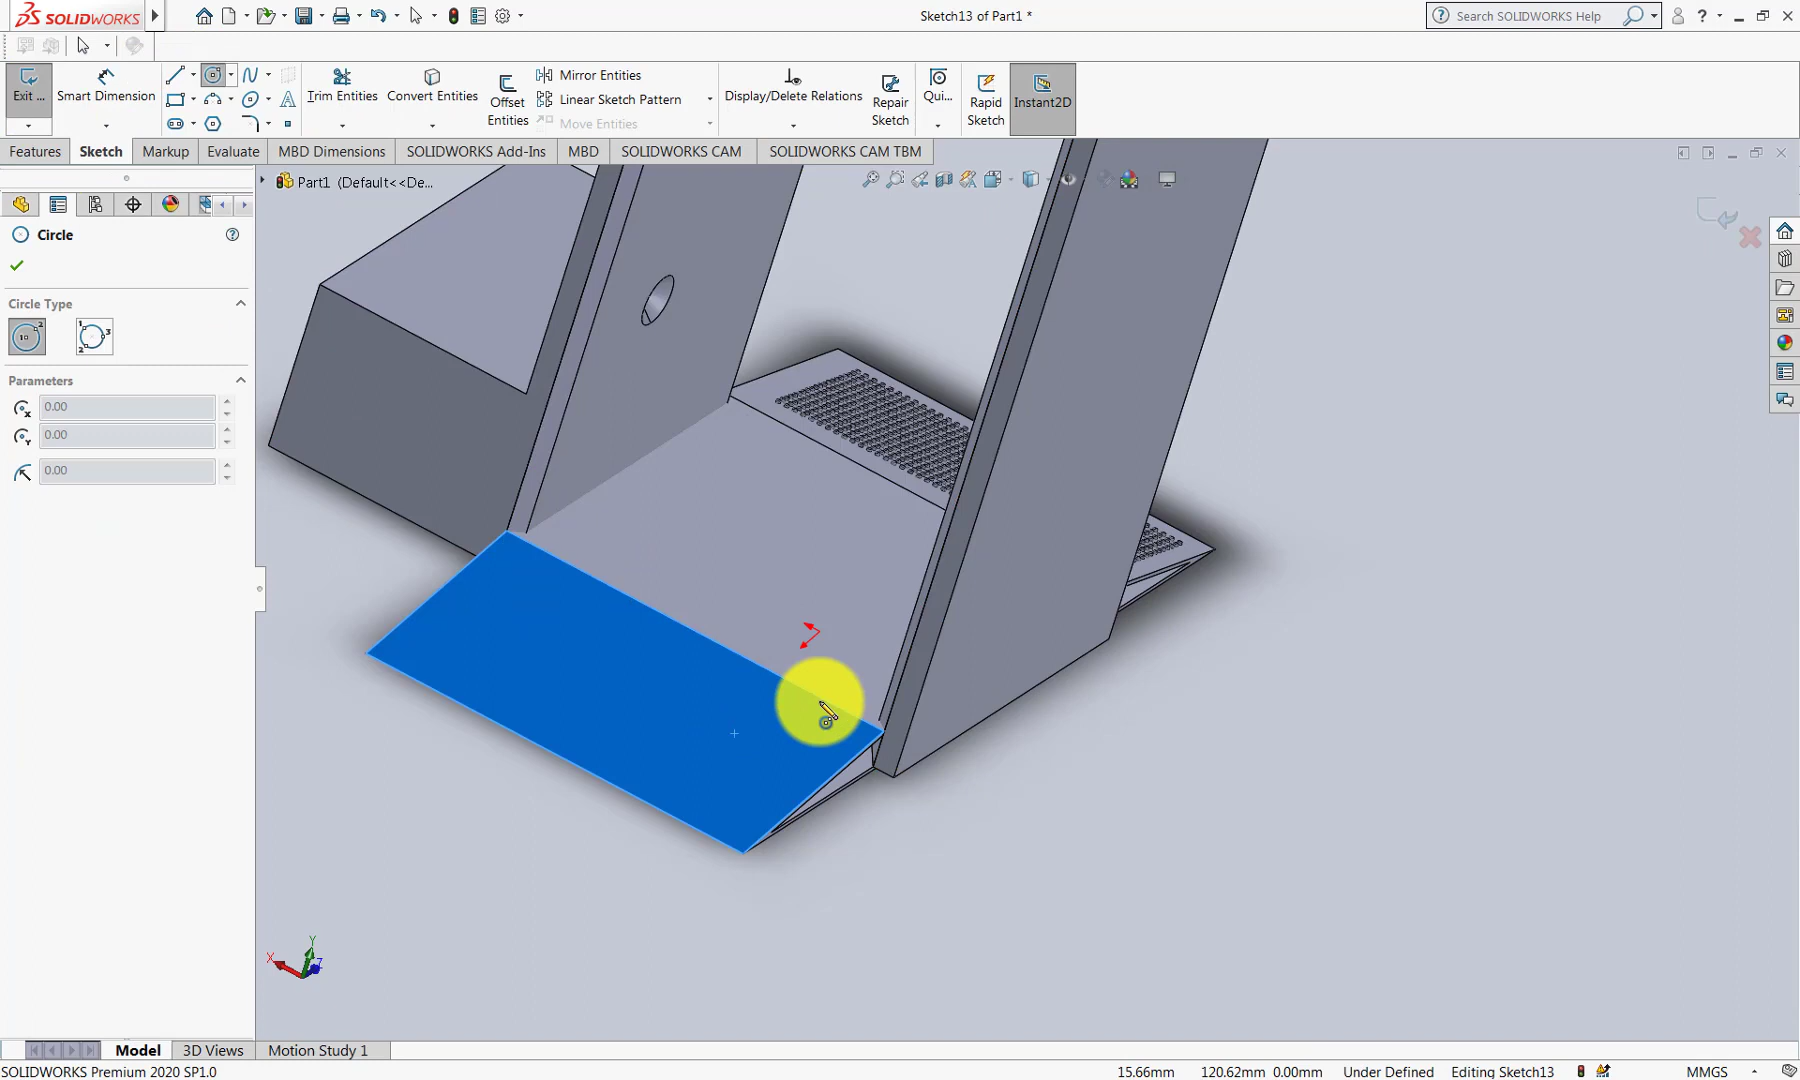 SOLIDWORKS
Sketch13 of Part1 *
Search SOLIDWORKS Help
Exit ...
Smart Dimension
Trim Entities
Convert Entities
Offset Entities
Mirror Entities
Linear Sketch Pattern
Move Entities
Display/Delete Relations
Repair Sketch
Qui...
Rapid Sketch
Instant2D
Features
Sketch
Markup
Evaluate
MBD Dimensions
SOLIDWORKS Add-Ins
MBD
SOLIDWORKS CAM
SOLIDWORKS CAM TBM
Part1 (Default<<De...
Circle
Circle Type
Parameters
0.00
0.00
0.00
X
Y
Z
Model
3D Views
Motion Study 1
SOLIDWORKS Premium 2020 SP1.0
15.66mm
120.62mm 0.00mm
Under Defined
Editing Sketch13
MMGS